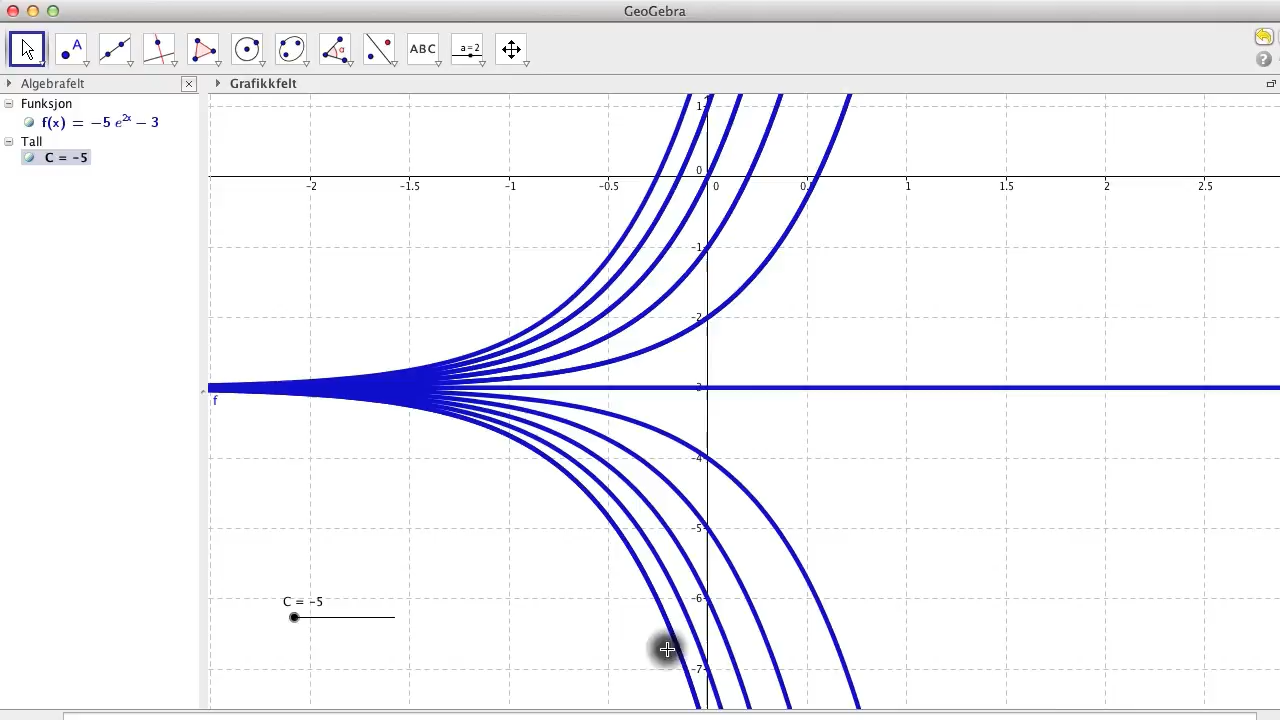 GeoGebra
A
α
ABC
a=2
?
Algebrafelt
Grafikkfelt
Funksjon
f(x) = −5 e^2x − 3
Tall
C = −5
1
0
-2 -1.5 -1 -0.5 0 0. 1 1.5 2 2.5
-1
-2
f
-4
-5
-6
C = −5
-7